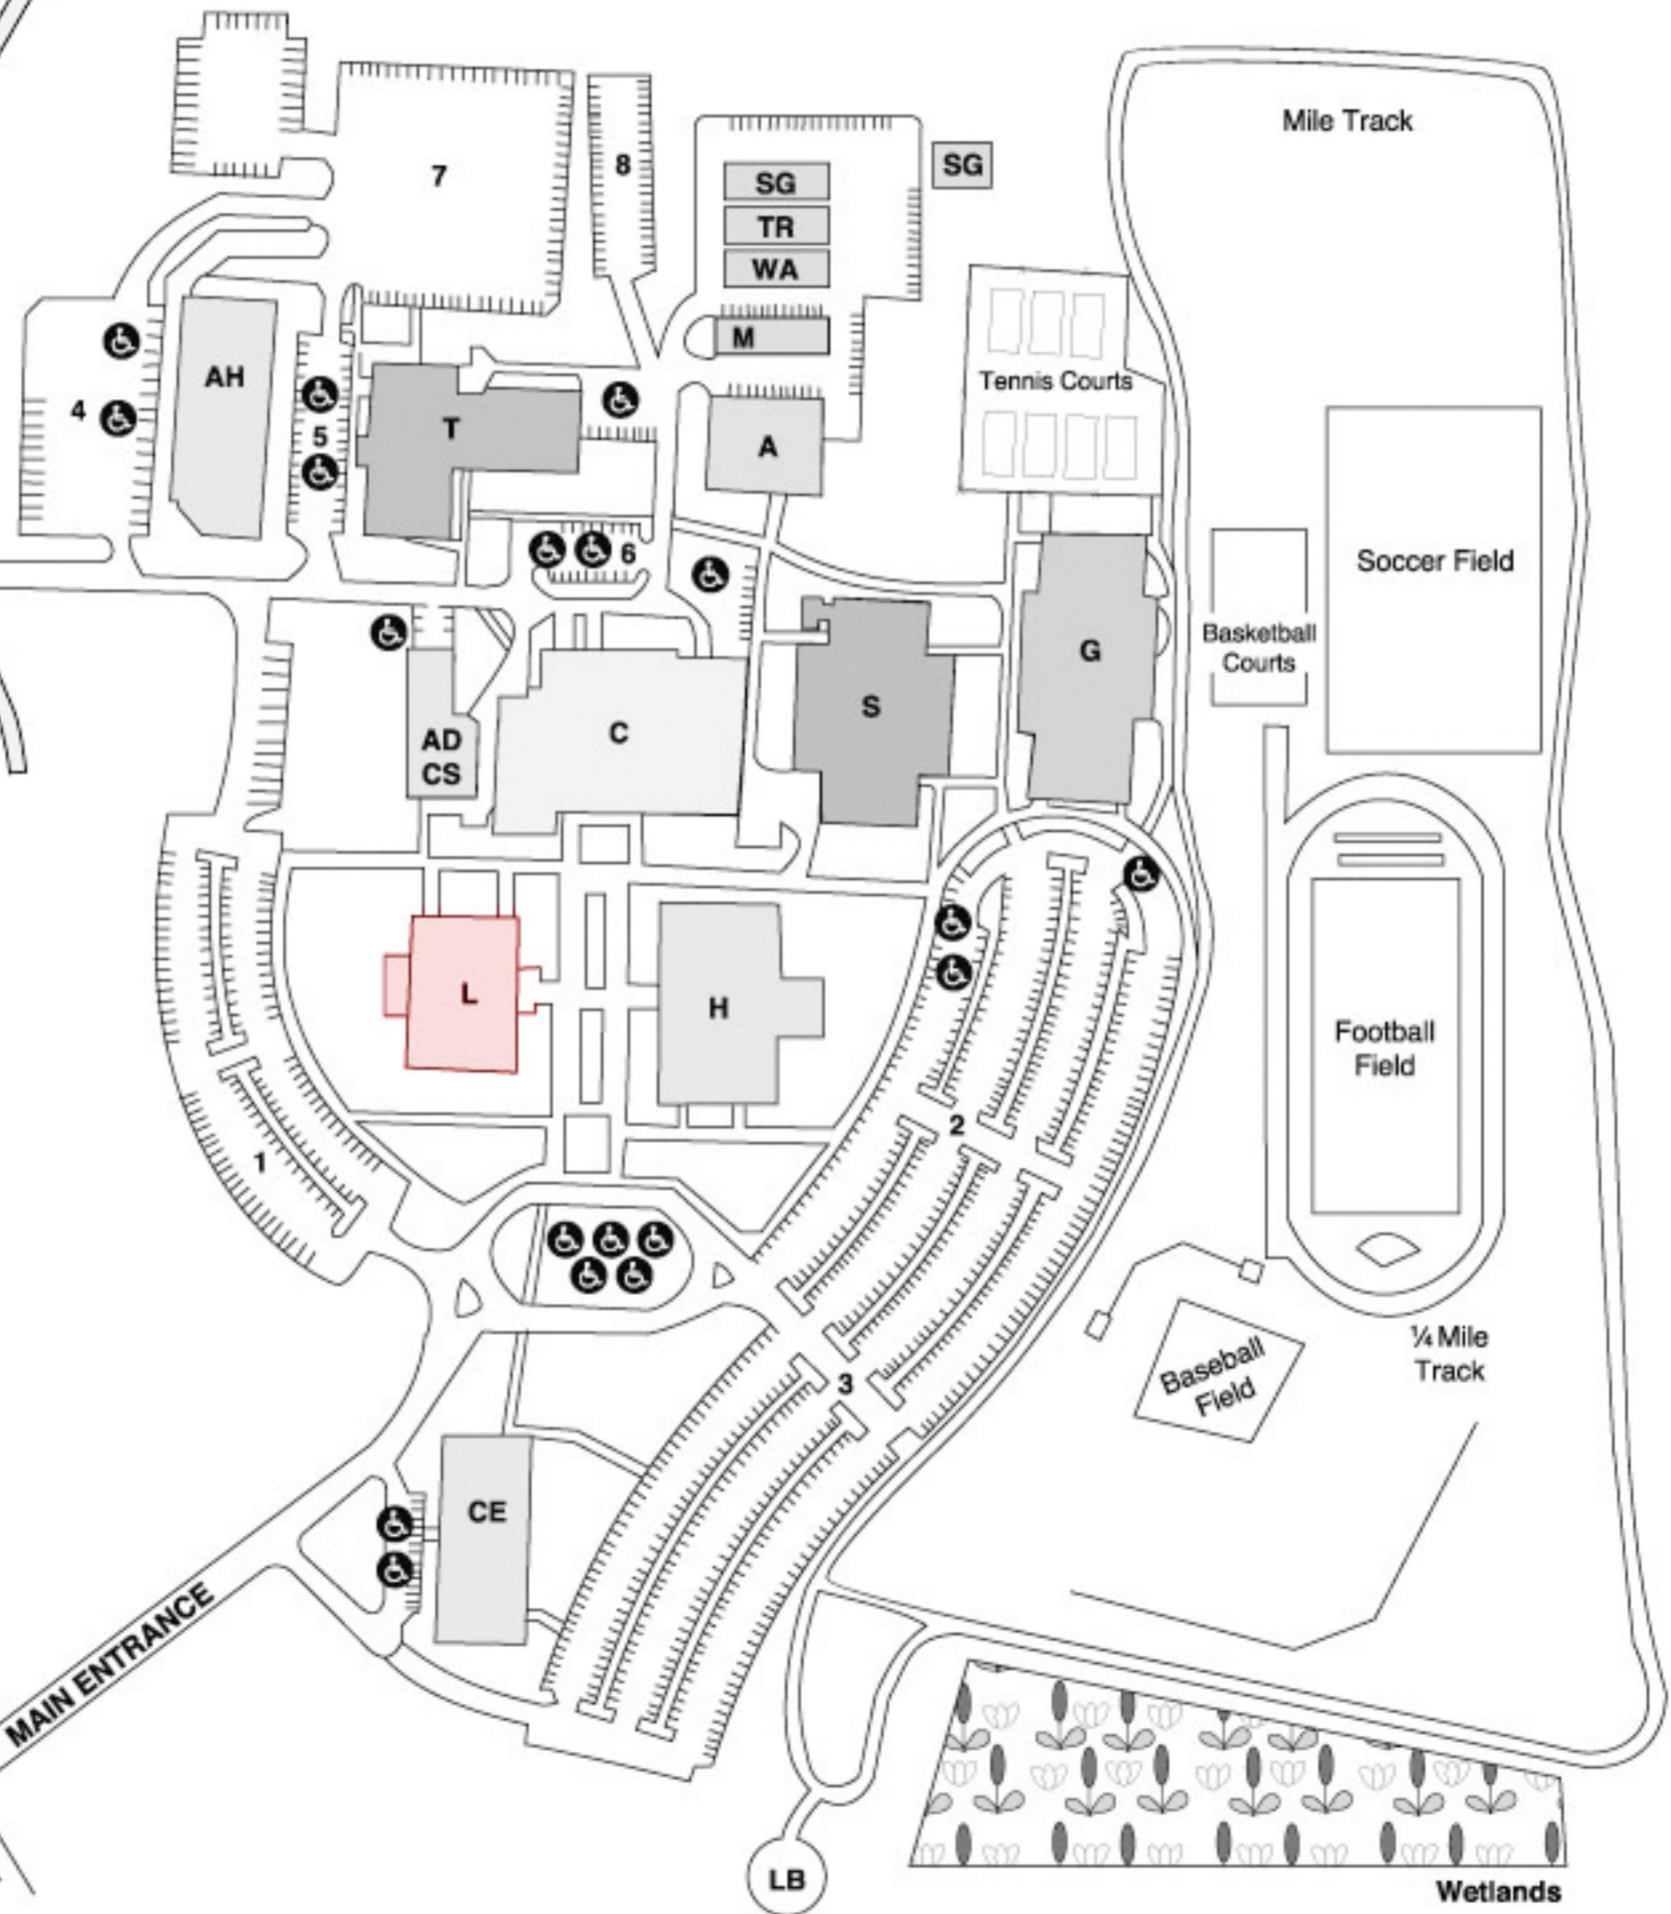 Mile Track
7
8
SG
SG
TR
WA
M
AH
4
5
T
A
Tennis Courts
6
Soccer Field
Basketball
Courts
G
S
C
AD
CS
L
H
Football
Field
2
1
3
Baseball
Field
¼ Mile
Track
CE
MAIN ENTRANCE
LB
Wetlands